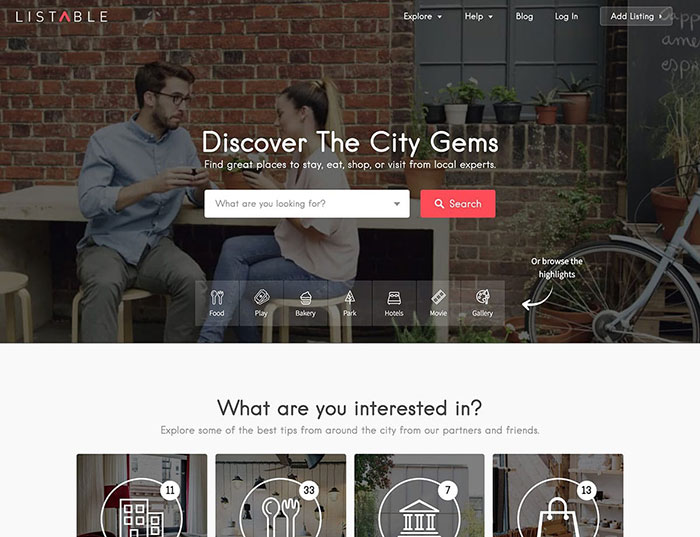 LISTABLE
Explore
Help
Blog
Log In
Add Listing
Discover The City Gems
Find great places to stay, eat, shop, or visit from local experts.
What are you looking for?
Search
Or browse the
highlights
Food
Play
Bakery
Park
Hotels
Movie
Gallery
What are you interested in?
Explore some of the best tips from around the city from our partners and friends.
11
33
7
13